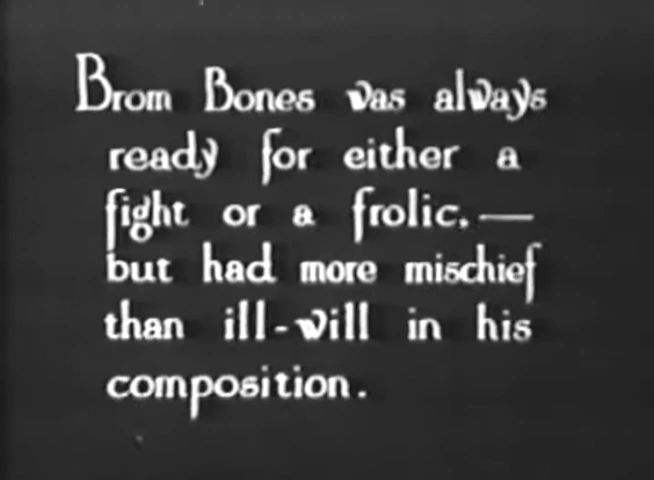 Brom Bones was always
ready for either a
fight or a frolic.—
but had more mischief
than ill-will in his
composition.